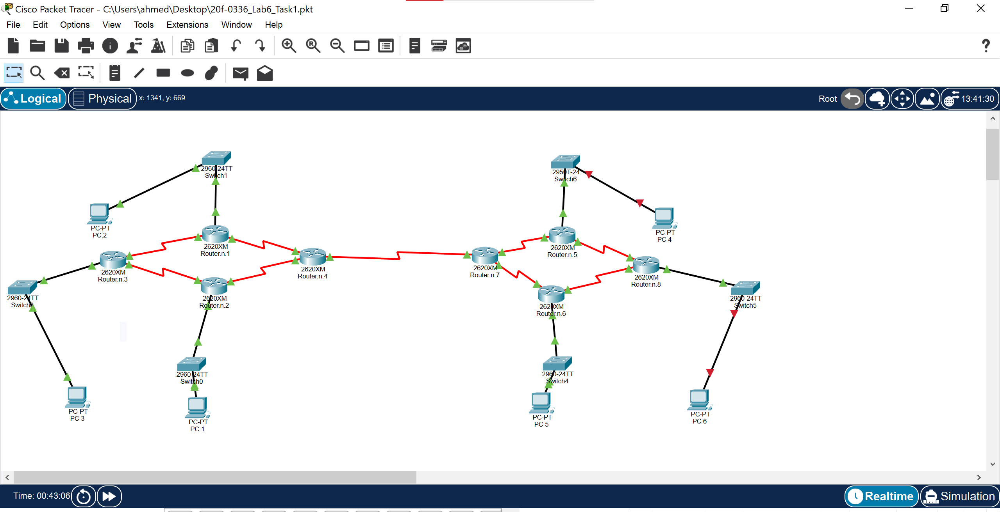 Cisco Packet Tracer - C:\Users\ahmed\Desktop\20f-0336_Lab6_Task1.pkt
File Edit Options View Tools Extensions Window Help
Logical Physical x: 1341, y: 669 Root 13:41:30
2960-24TT
Switch1
2950T-24
Switch6
PC-PT
PC.2
PC-PT
PC 4
2620XM
Router.n.1
2620XM
Router.n.5
2620XM
Router.n.3
2620XM
Router.n.4
2620XM
Router.n.7
2620XM
Router.n.8
2960-24TT
Switch2
2620XM
Router.n.2
2620XM
Router.n.6
2960-24TT
Switch5
2960-24TT
Switch0
2960-24TT
Switch4
PC-PT
PC 3
PC-PT
PC 1
PC-PT
PC 5
PC-PT
PC 6
Time: 00:43:06 Realtime Simulation